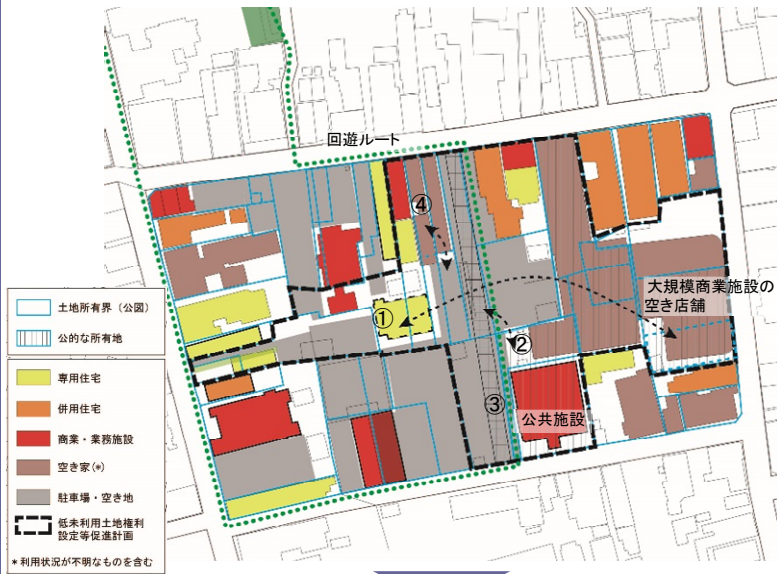 回遊ルート
④
大規模商業施設の
空き店舗
①
②
③
公共施設
土地所有界（公図）
公的な所有地
専用住宅
併用住宅
商業・業務施設
空き家(*)
駐車場・空き地
低未利用土地権利
設定等促進計画
*利用状況が不明なものを含む